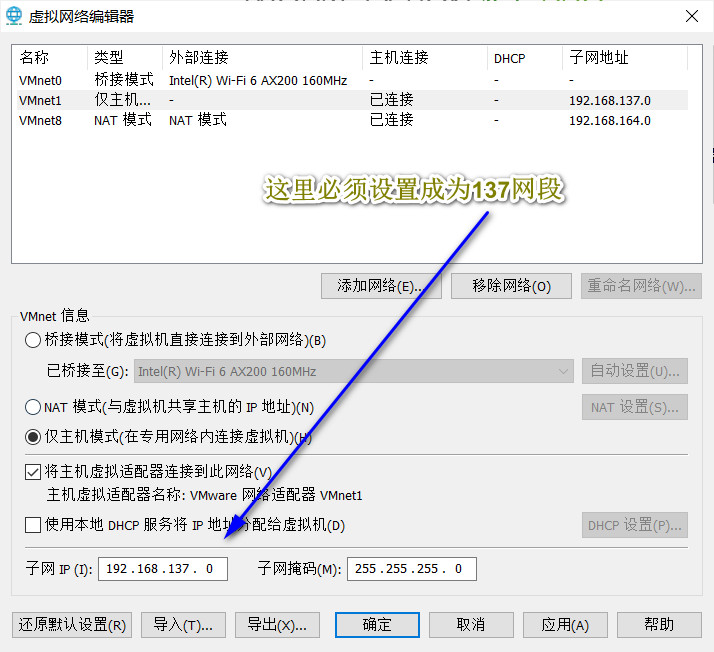 虚拟网络编辑器
名称 类型 外部连接 主机连接 DHCP 子网地址
VMnet0 桥接模式 Intel(R) Wi-Fi 6 AX200 160MHz - - -
VMnet1 仅主机... - 已连接 - 192.168.137.0
VMnet8 NAT 模式 NAT 模式 已连接 - 192.168.164.0
这里必须设置成为137网段
添加网络(E)... 移除网络(O) 重命名网络(W)...
VMnet 信息
桥接模式(将虚拟机直接连接到外部网络)(B)
已桥接至(G): Intel(R) Wi-Fi 6 AX200 160MHz 自动设置(U)...
NAT 模式(与虚拟机共享主机的 IP 地址)(N) NAT 设置(S)...
仅主机模式(在专用网络内连接虚拟机)(H)
将主机虚拟适配器连接到此网络(V)
主机虚拟适配器名称: VMware 网络适配器 VMnet1
使用本地 DHCP 服务将 IP 地址分配给虚拟机(D) DHCP 设置(P)...
子网 IP (I): 192 . 168 . 137 . 0 子网掩码(M): 255 . 255 . 255 . 0
还原默认设置(R) 导入(T)... 导出(X)... 确定 取消 应用(A) 帮助